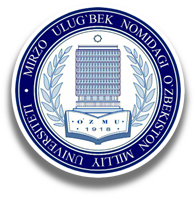 MIRZO ULUG`BEK NOMIDAGI O`ZBEKISTON MILLIY UNIVERSITETI
O`ZMU
1918